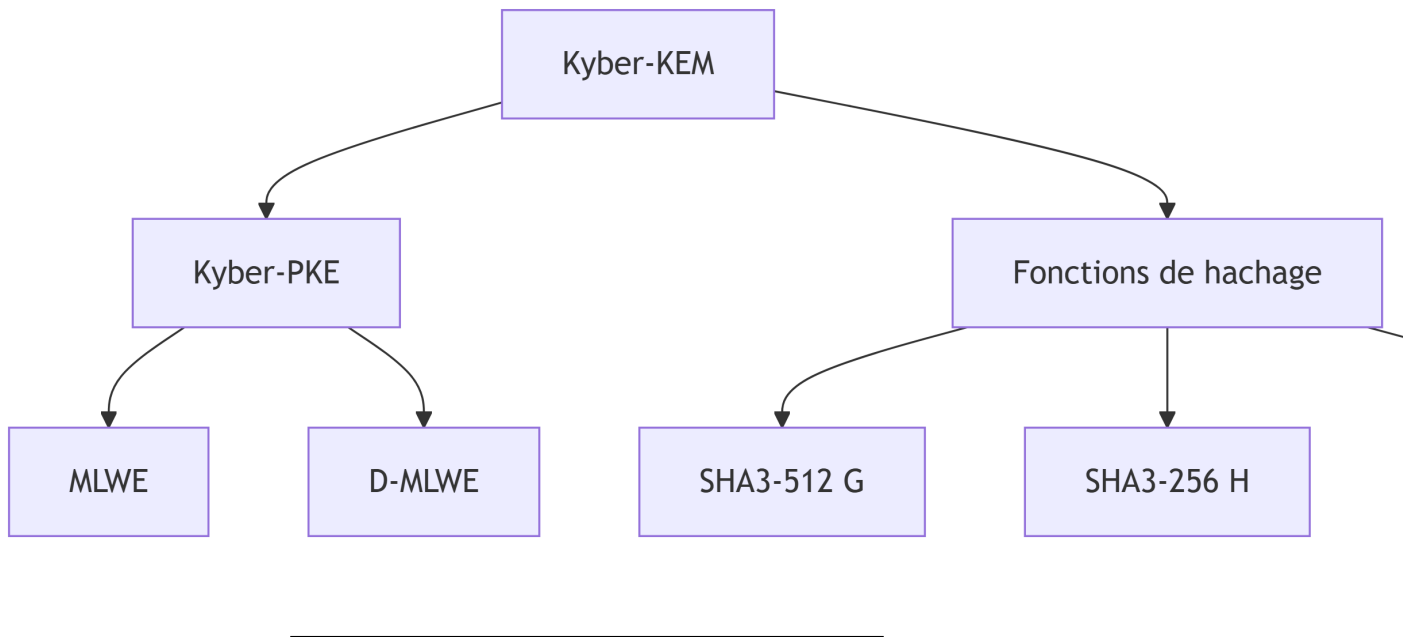 Kyber-KEM
Kyber-PKE
Fonctions de hachage
MLWE
D-MLWE
SHA3-512 G
SHA3-256 H